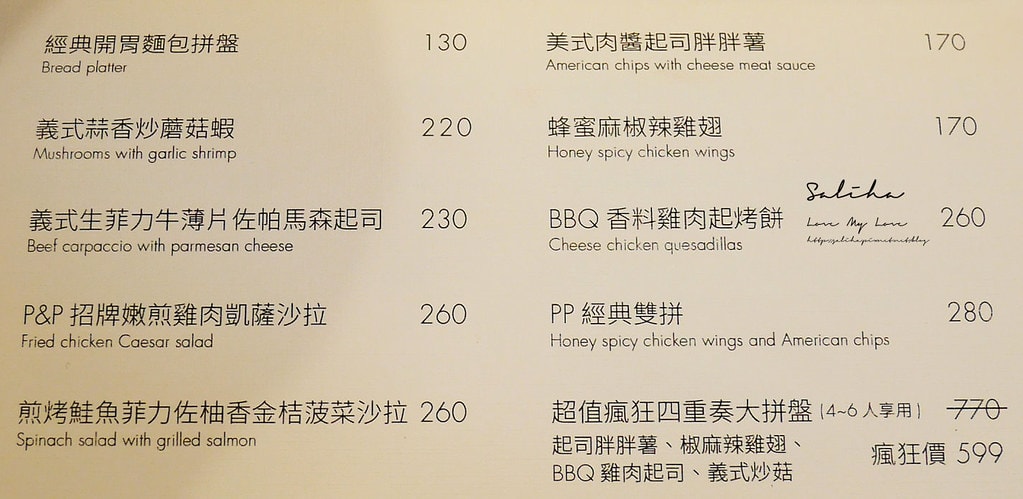 經典開胃麵包拼盤 130
Bread platter
義式蒜香炒蘑菇蝦 220
Mushrooms with garlic shrimp
義式生菲力牛薄片佐帕馬森起司 230
Beef carpaccio with parmesan cheese
P&P 招牌嫩煎雞肉凱薩沙拉 260
Fried chicken Caesar salad
煎烤鮭魚菲力佐柚香金桔菠菜沙拉 260
Spinach salad with grilled salmon
美式肉醬起司胖胖薯 170
American chips with cheese meat sauce
蜂蜜麻椒辣雞翅 170
Honey spicy chicken wings
BBQ 香料雞肉起烤餅 260
Cheese chicken quesadillas
Saliha
Love My Love
PP 經典雙拼 280
Honey spicy chicken wings and American chips
超值瘋狂四重奏大拼盤 (4~6 人享用) 770
起司胖胖薯、椒麻辣雞翅、
瘋狂價 599
BBQ 雞肉起司、義式炒菇